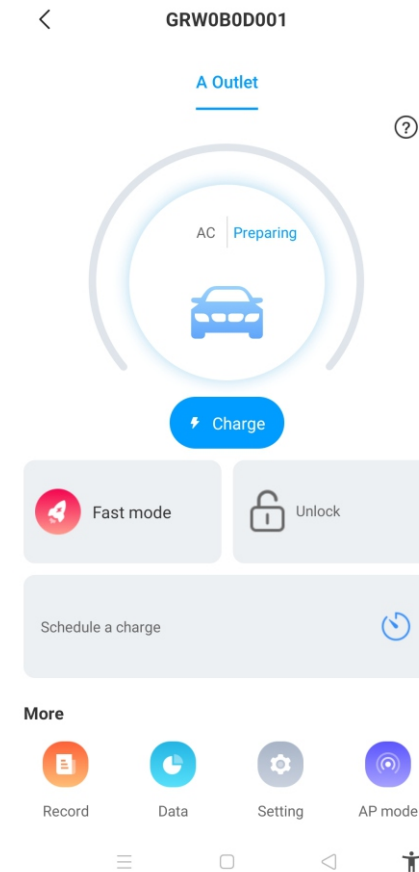 GRW0B0D001
A Outlet
?
AC Preparing
Charge
Fast mode
Unlock
Schedule a charge
More
Record
Data
Setting
AP mode